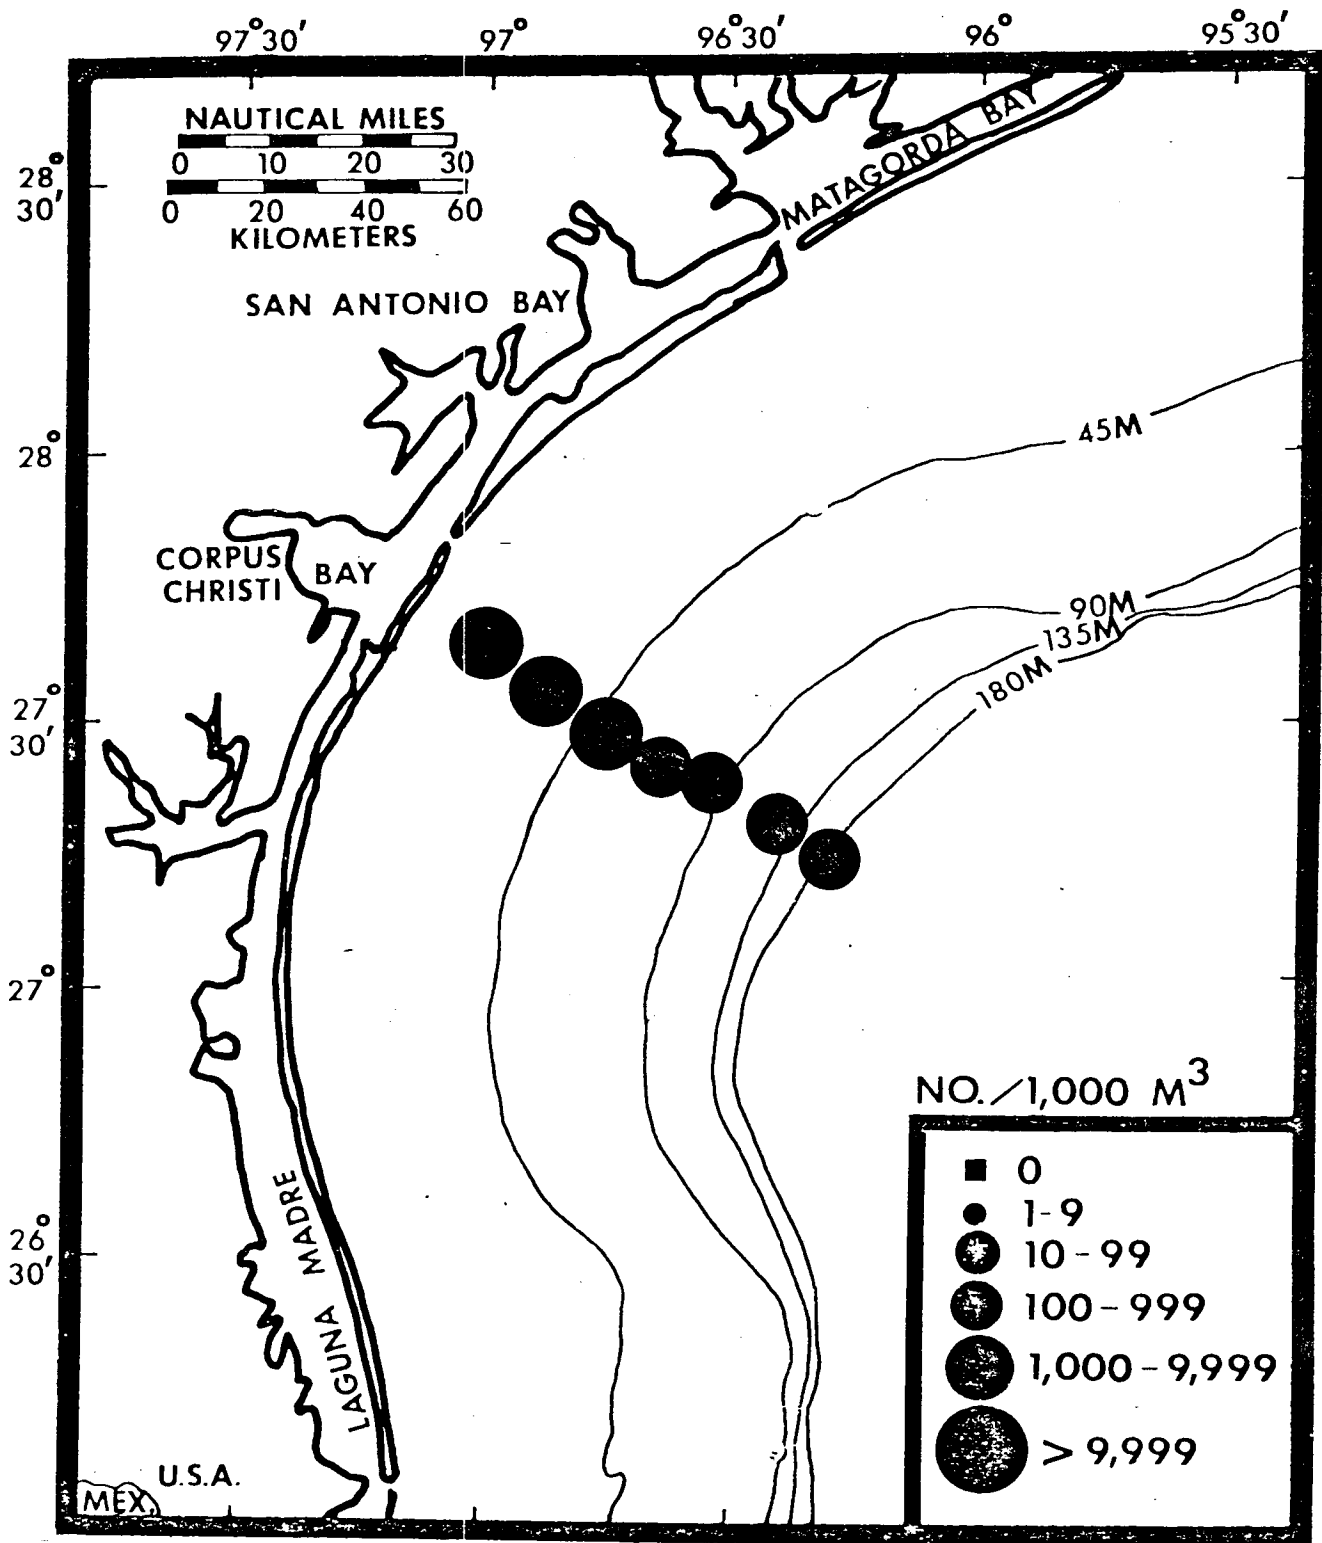 97°30' 97° 96°30' 96° 95°30'
NAUTICAL MILES
0 10 20 30
0 20 40 60
KILOMETERS
28°
30'
MATAGORDA BAY
SAN ANTONIO BAY
45M
28°
CORPUS
CHRISTI
BAY
90M
135M
180M
27°
30'
27°
NO./1,000 M³
0
1-9
10-99
100-999
1,000-9,999
> 9,999
26°
30'
LAGUNA MADRE
U.S.A.
MEX.